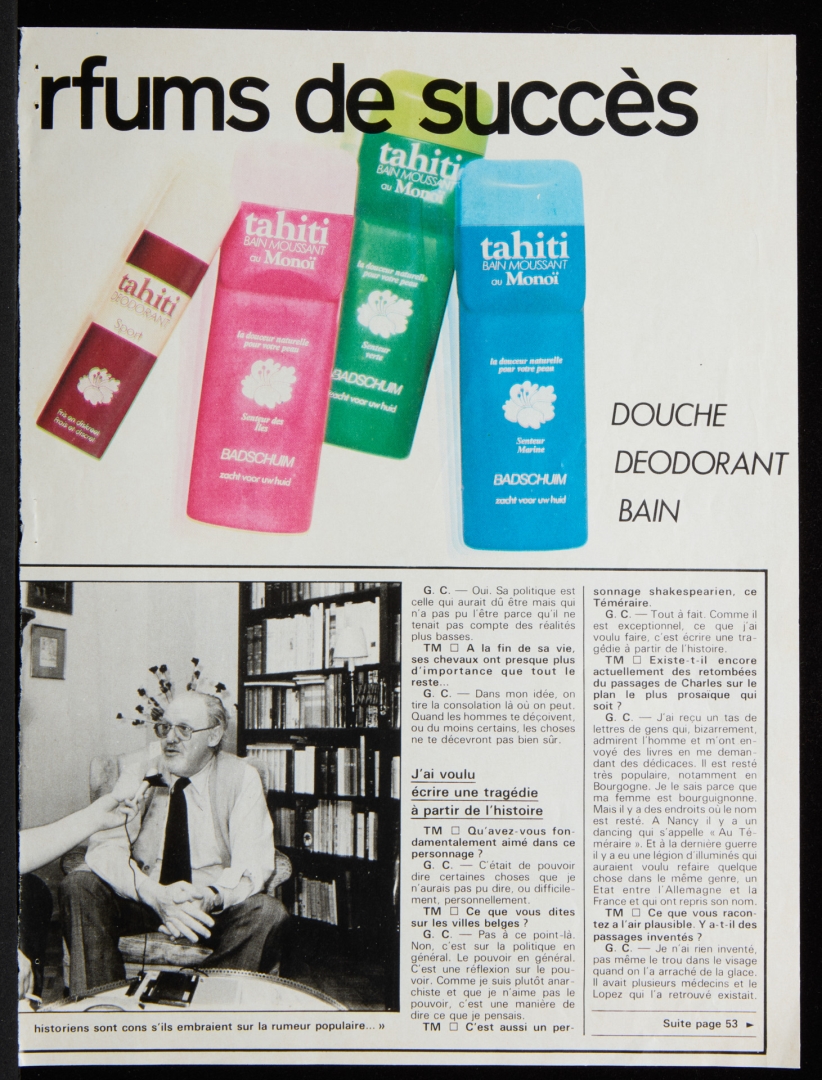 rfums de succès
tahiti
DEODORANT
Sport
tahiti
BAIN MOUSSANT
au Monoï
la douceur naturelle
pour votre peau
Senteur des
Iles
BADSCHUIM
zacht voor uw huid
tahiti
BAIN MOUSSANT
au Monoï
la douceur naturelle
pour votre peau
Senteur
verte
BADSCHUIM
zacht voor uw huid
tahiti
BAIN MOUSSANT
au Monoï
la douceur naturelle
pour votre peau
Senteur
Marine
BADSCHUIM
zacht voor uw huid
DOUCHE
DEODORANT
BAIN
historiens sont cons s'ils embraient sur la rumeur populaire... »
G. C. — Oui. Sa politique est
celle qui aurait dû être mais qui
n'a pas pu l'être parce qu'il ne
tenait pas compte des réalités
plus basses.
TM □ A la fin de sa vie,
ses chevaux ont presque plus
d'importance que tout le
reste...
G. C. — Dans mon idée, on
tire la consolation là où on peut.
Quand les hommes te déçoivent,
ou du moins certains, les choses
ne te décevront pas bien sûr.
J'ai voulu
écrire une tragédie
à partir de l'histoire
TM □ Qu'avez-vous fon-
damentalement aimé dans ce
personnage ?
G. C. — C'était de pouvoir
dire certaines choses que je
n'aurais pas pu dire, ou difficile-
ment, personnellement.
TM □ Ce que vous dites
sur les villes belges ?
G. C. — Pas à ce point-là.
Non, c'est sur la politique en
général. Le pouvoir en général.
C'est une réflexion sur le pou-
voir. Comme je suis plutôt anar-
chiste et que je n'aime pas le
pouvoir, c'est une manière de
dire ce que je pensais.
TM □ C'est aussi un per-
sonnage shakespearien, ce
Téméraire.
G. C. — Tout à fait. Comme il
est exceptionnel, ce que j'ai
voulu faire, c'est écrire une tra-
gédie à partir de l'histoire.
TM □ Existe-t-il encore
actuellement des retombées
du passages de Charles sur le
plan le plus prosaïque qui
soit ?
G. C. — J'ai reçu un tas de
lettres de gens qui, bizarrement,
admirent l'homme et m'ont en-
voyé des livres en me deman-
dant des dédicaces. Il est resté
très populaire, notamment en
Bourgogne. Je le sais parce que
ma femme est bourguignonne.
Mais il y a des endroits où le nom
est resté. A Nancy il y a un
dancing qui s'appelle « Au Té-
méraire ». Et à la dernière guerre
il y a eu une légion d'illuminés qui
auraient voulu refaire quelque
chose dans le même genre, un
Etat entre l'Allemagne et la
France et qui ont repris son nom.
TM □ Ce que vous racon-
tez a l'air plausible. Y a-t-il des
passages inventés ?
G. C. — Je n'ai rien inventé,
pas même le trou dans le visage
quand on l'a arraché de la glace.
Il avait plusieurs médecins et le
Lopez qui l'a retrouvé existait.
Suite page 53 ►